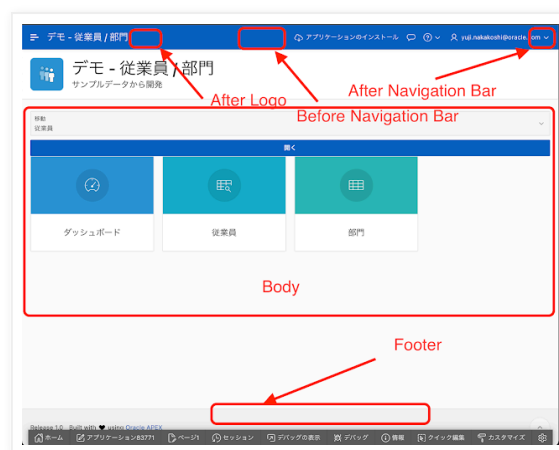 デモ - 従業員 / 部門
アプリケーションのインストール
yuji.nakakoshi@oracle.com
デモ - 従業員 / 部門
サンプルデータから開発
After Logo
Before Navigation Bar
After Navigation Bar
移動
従業員
開く
ダッシュボード
従業員
部門
Body
Footer
Release 1.0 Built with using Oracle APEX
ホーム アプリケーション83771 ページ1 セッション デバッグの表示 デバッグ 情報 クイック編集 カスタマイズ